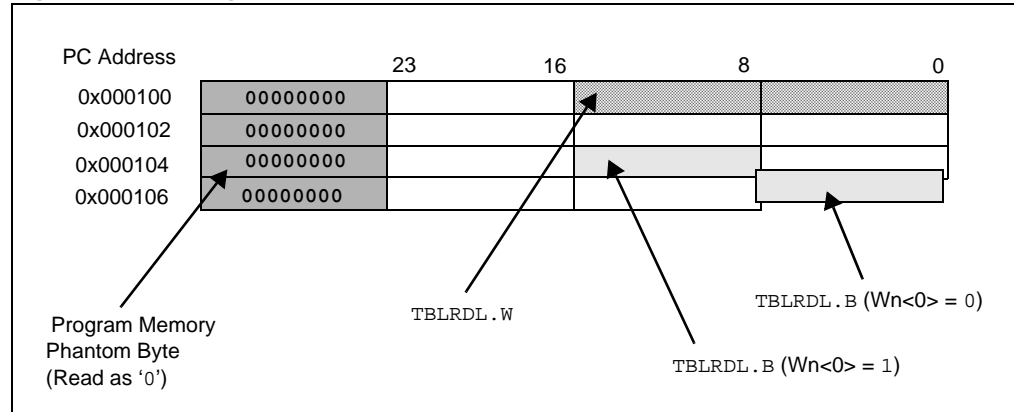 PC Address
23 16 8 0
0x000100 00000000
0x000102 00000000
0x000104 00000000
0x000106 00000000
TBLRDL.W
TBLRDL.B (Wn<0> = 0)
Program Memory
Phantom Byte
(Read as ‘0’)
TBLRDL.B (Wn<0> = 1)